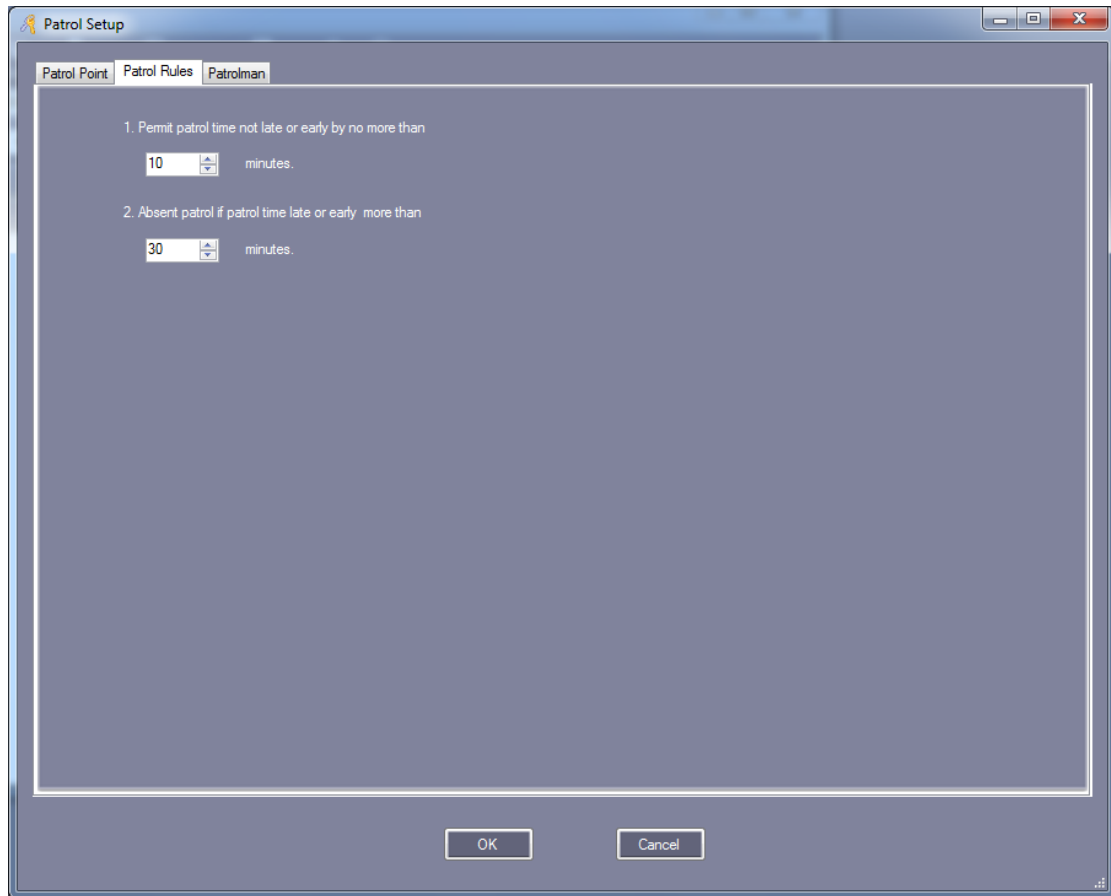 Patrol Setup
Patrol Point Patrol Rules Patrolman
1. Permit patrol time not late or early by no more than
10 minutes.
2. Absent patrol if patrol time late or early  more than
30 minutes.
OK Cancel